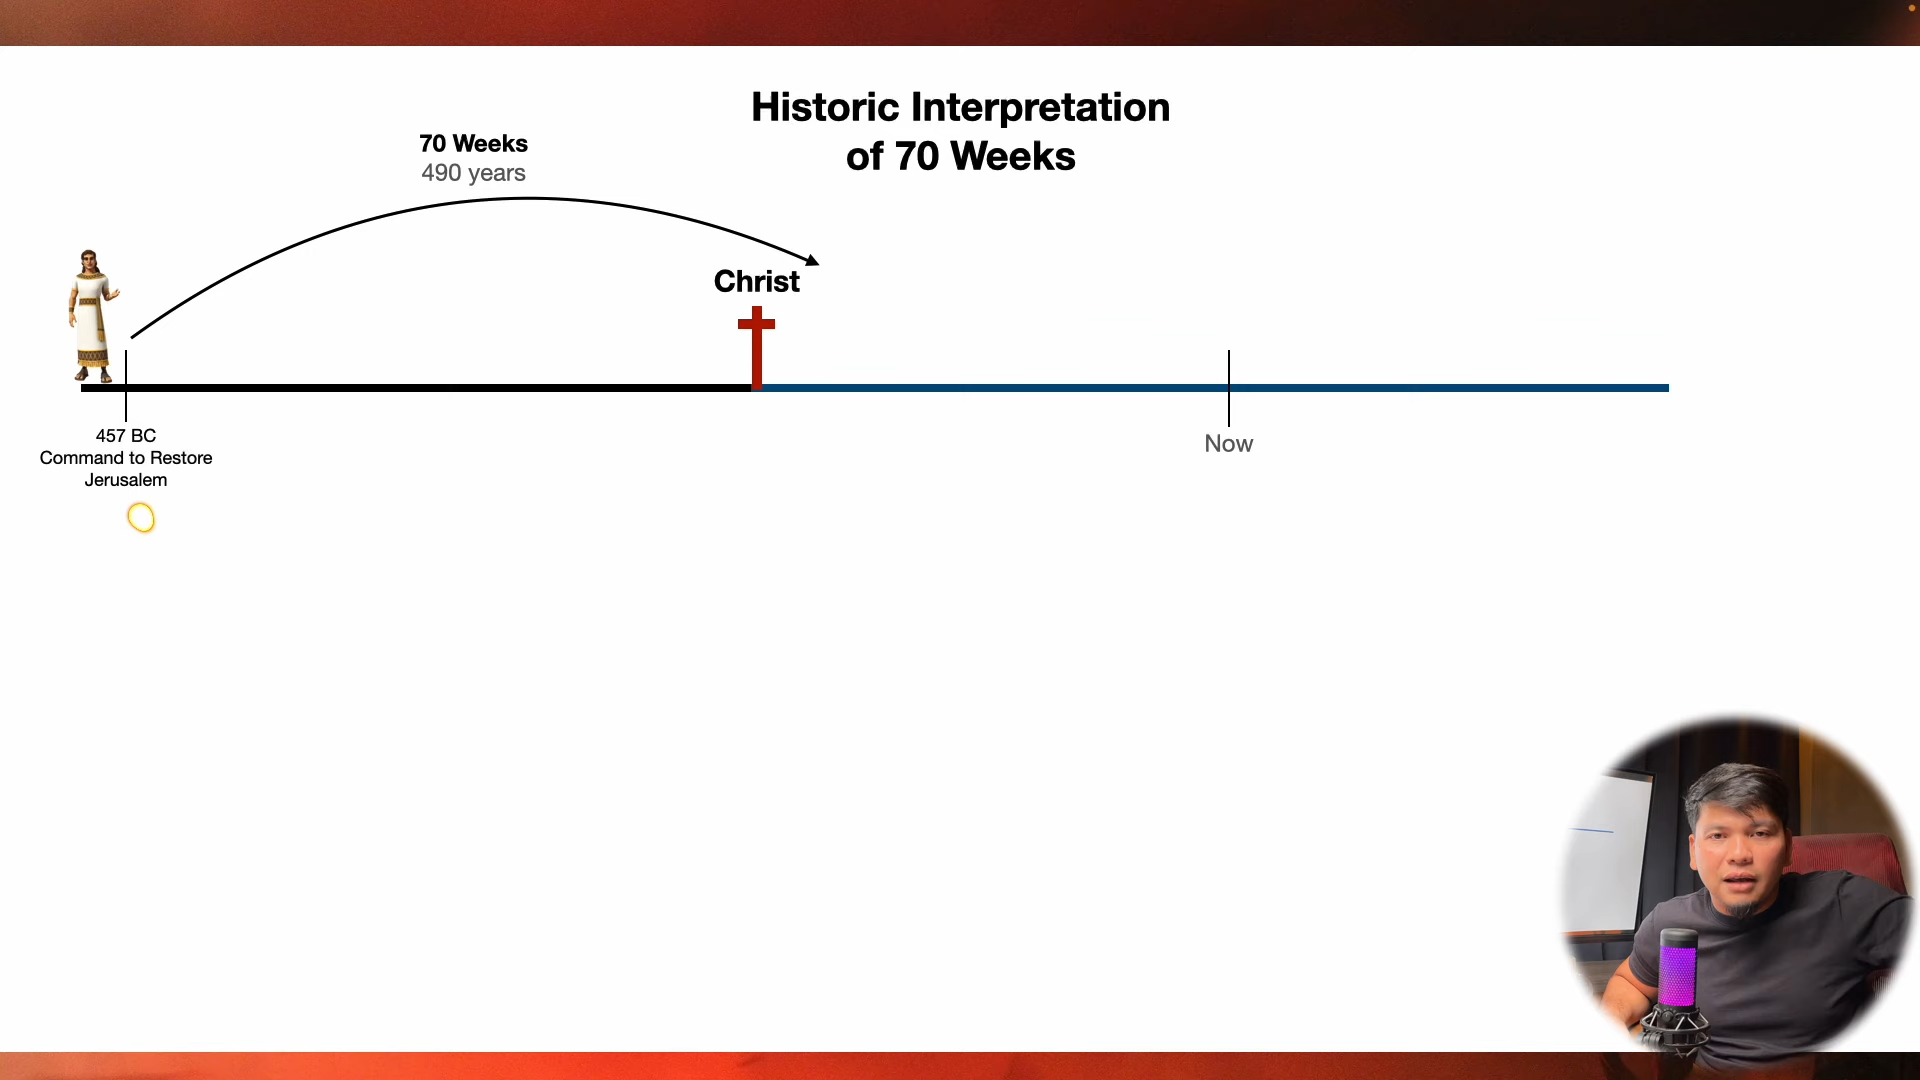 Historic Interpretation
of 70 Weeks
70 Weeks
490 years
Christ
457 BC
Command to Restore
Jerusalem
Now